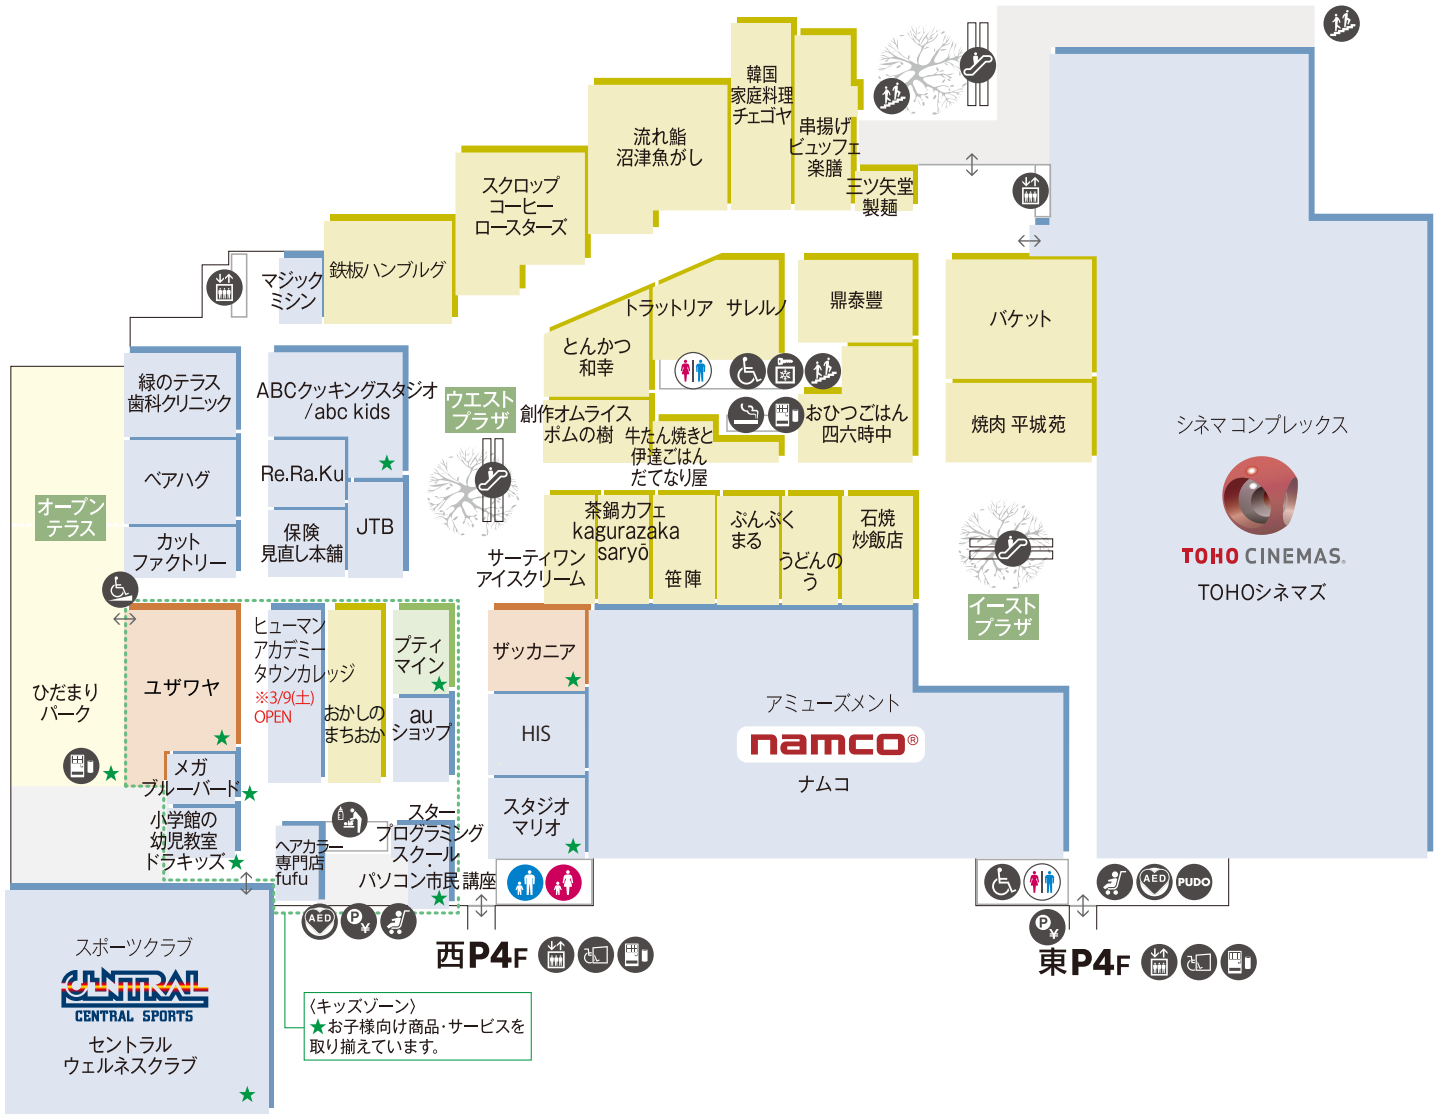 韓国
家庭料理
チェゴヤ
串揚げ
ビュッフェ
楽膳
三ツ矢堂
製麺
流れ鮨
沼津魚がし
スクロップ
コーヒー
ロースターズ
鉄板ハンブルグ
マジック
ミシン
トラットリア サレルノ
鼎泰豐
バケット
とんかつ
和幸
緑のテラス
歯科クリニック
ABCクッキングスタジオ
/abc kids
ウエスト
プラザ
創作オムライス
ポムの樹
牛たん焼きと
伊達ごはん
だてなり屋
おひつごはん
四六時中
焼肉 平城苑
シネマ コンプレックス
TOHO CINEMAS®
TOHOシネマズ
ベアハグ
Re.Ra.Ku
オープン
テラス
カット
ファクトリー
保険
見直し本舗
JTB
サーティワン
アイスクリーム
茶鍋カフェ
kagurazaka
saryō
笹陣
ぷんぷく
まる
うどんの
う
石焼
炒飯店
イースト
プラザ
ひだまり
パーク
ユザワヤ
ヒューマン
アカデミー
タウンカレッジ
※3/9(土)
OPEN
おかしの
まちおか
プティ
マイン
au
ショップ
ザッカニア
HIS
スタジオ
マリオ
アミューズメント
namco®
ナムコ
メガ
ブルーバード
小学館の
幼児教室
ドラキッズ
ヘアカラー
専門店
fufu
スター
プログラミング
スクール
・
パソコン市民講座
AED
P
¥
西P4F
AED
PUDO
P
¥
東P4F
スポーツクラブ
CENTRAL
CENTRAL SPORTS
セントラル
ウェルネスクラブ
〈キッズゾーン〉
★お子様向け商品・サービスを
取り揃えています。